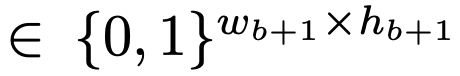 ∈ {0, 1}^{w_{b+1} × h_{b+1}}